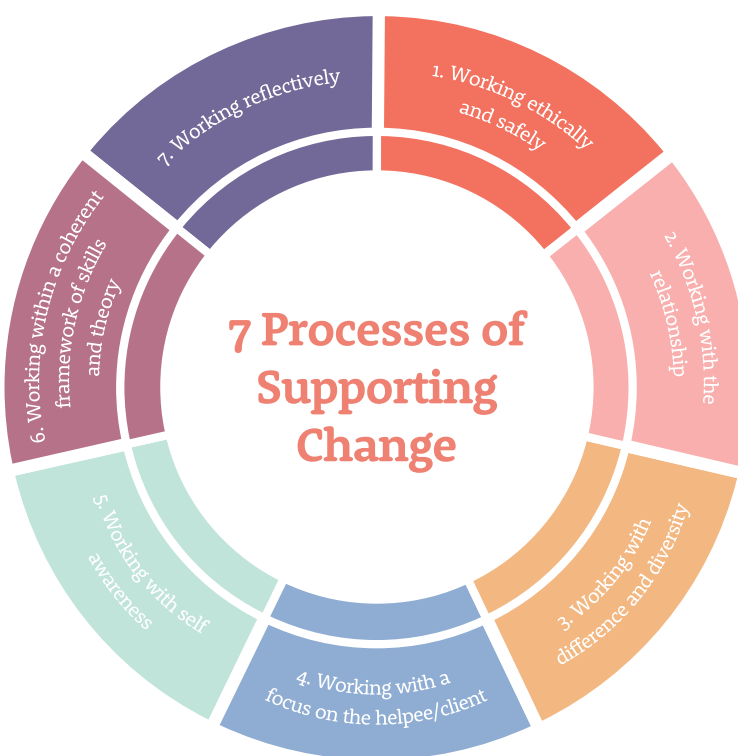 7 Processes of
Supporting
Change
1. Working ethically
and safely
2. Working with the
relationship
3. Working with
difference and diversity
4. Working with a
focus on the helpee/client
5. Working with self
awareness
6. Working within a coherent
framework of skills
and theory
7. Working reflectively